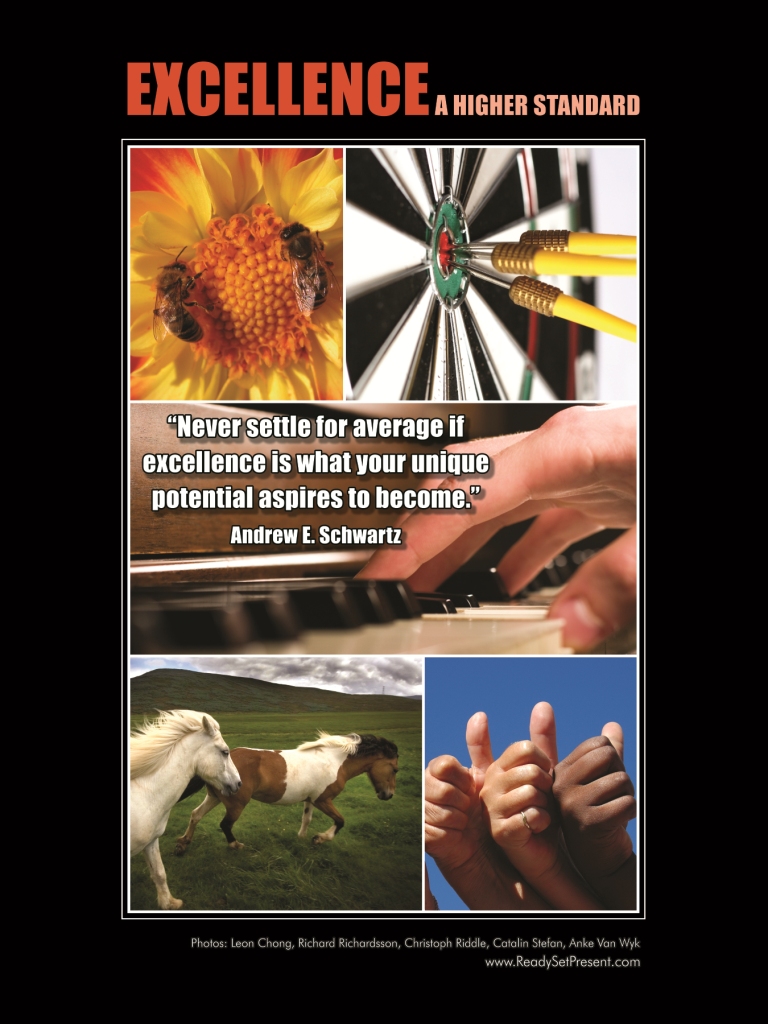 EXCELLENCE A HIGHER STANDARD
“Never settle for average if
excellence is what your unique
potential aspires to become.”
Andrew E. Schwartz
Photos: Leon Chong, Richard Richardsson, Christoph Riddle, Catalin Stefan, Anke Van Wyk
www.ReadySetPresent.com